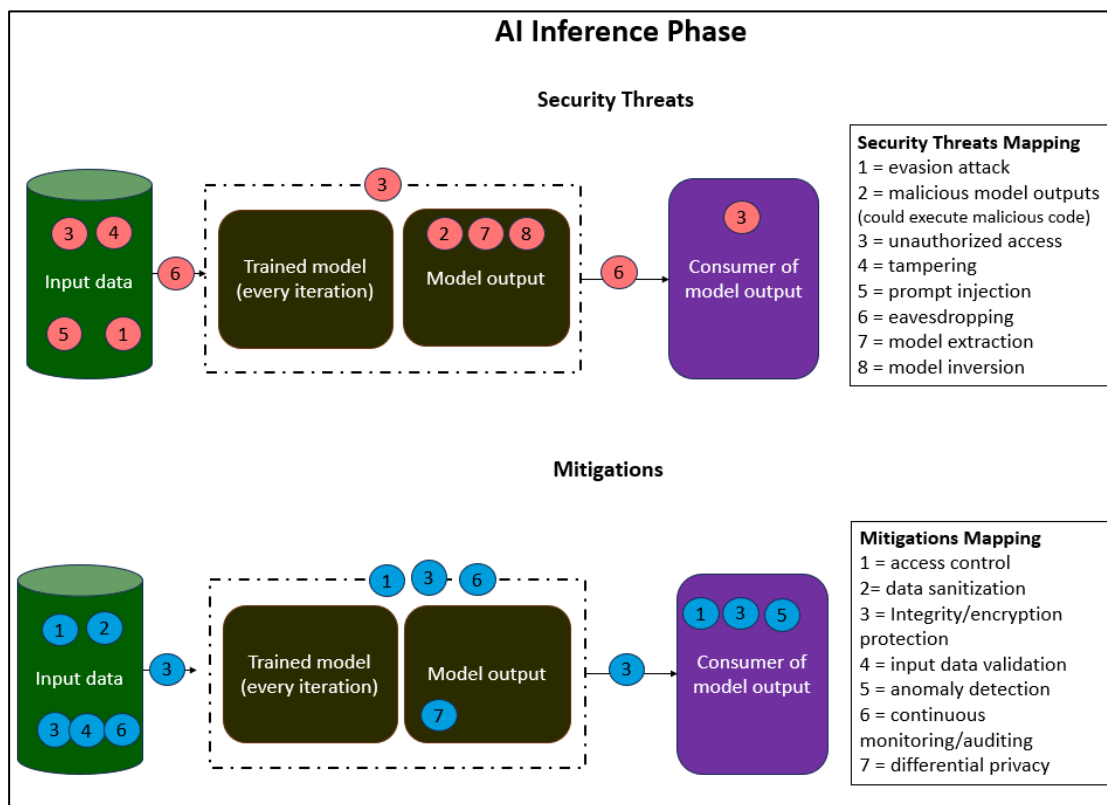 AI Inference Phase
Security Threats
3
3 4
Input data
5 1
6
Trained model
(every iteration)
2 7 8
Model output
6
3
Consumer of
model output
Security Threats Mapping
1 = evasion attack
2 = malicious model outputs
(could execute malicious code)
3 = unauthorized access
4 = tampering
5 = prompt injection
6 = eavesdropping
7 = model extraction
8 = model inversion
Mitigations
1 3 6
1 2
Input data
3 4 6
3
Trained model
(every iteration)
Model output
7
3
1 3 5
Consumer of
model output
Mitigations Mapping
1 = access control
2= data sanitization
3 = Integrity/encryption
protection
4 = input data validation
5 = anomaly detection
6 = continuous
monitoring/auditing
7 = differential privacy